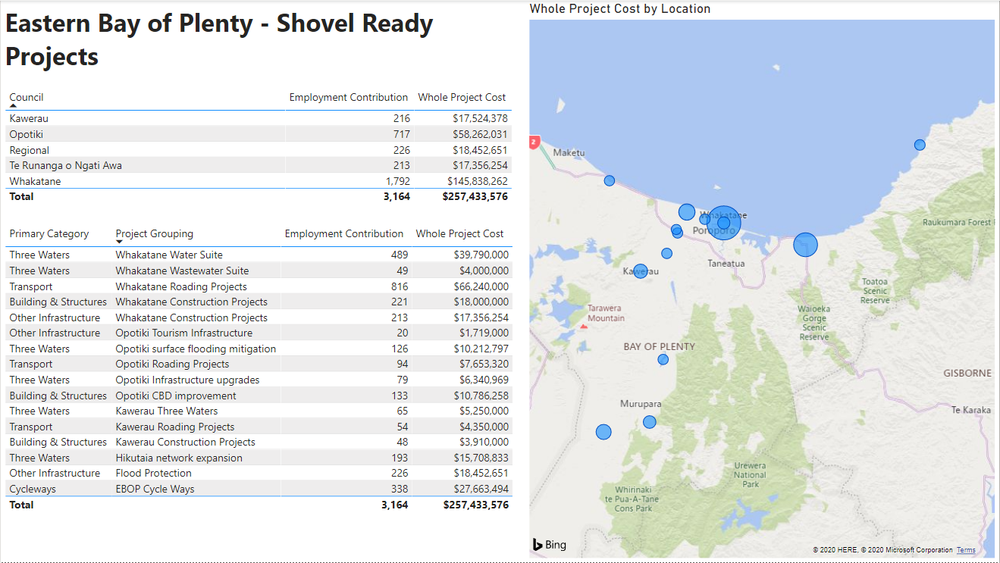 Eastern Bay of Plenty - Shovel Ready
Projects
Council Employment Contribution Whole Project Cost
Kawerau 216 $17,524,378
Opotiki 717 $58,262,031
Regional 226 $18,452,651
Te Runanga o Ngati Awa 213 $17,356,254
Whakatane 1,792 $145,838,262
Total 3,164 $257,433,576
Primary Category Project Grouping Employment Contribution Whole Project Cost
Three Waters Whakatane Water Suite 489 $39,790,000
Three Waters Whakatane Wastewater Suite 49 $4,000,000
Transport Whakatane Roading Projects 816 $66,240,000
Building & Structures Whakatane Construction Projects 221 $18,000,000
Other Infrastructure Whakatane Construction Projects 213 $17,356,254
Other Infrastructure Opotiki Tourism Infrastructure 20 $1,719,000
Three Waters Opotiki surface flooding mitigation 126 $10,212,797
Transport Opotiki Roading Projects 94 $7,653,320
Three Waters Opotiki Infrastructure upgrades 79 $6,340,969
Building & Structures Opotiki CBD improvement 133 $10,786,258
Three Waters Kawerau Three Waters 65 $5,250,000
Transport Kawerau Roading Projects 54 $4,350,000
Building & Structures Kawerau Construction Projects 48 $3,910,000
Three Waters Hikutaia network expansion 193 $15,708,833
Other Infrastructure Flood Protection 226 $18,452,651
Cycleways EBOP Cycle Ways 338 $27,663,494
Total 3,164 $257,433,576
Whole Project Cost by Location
2
Maketu
Whakatane
Poroporo
Raukumara Forest
Taneatua
Kawerau
Toatoa
Scenic
Reserve
Tarawera
Mountain
Waioeka
Gorge
Scenic
Reserve
BAY OF PLENTY
GISBORNE
Murupara
Te Karaka
Urewera
National
Park
Whirinaki
te Pua-A-Tane
Cons Park
Bing
© 2020 HERE, © 2020 Microsoft Corporation Terms